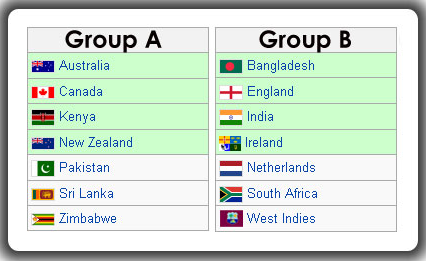 Group A
Australia
Canada
Kenya
New Zealand
Pakistan
Sri Lanka
Zimbabwe
Group B
Bangladesh
England
India
Ireland
Netherlands
South Africa
West Indies